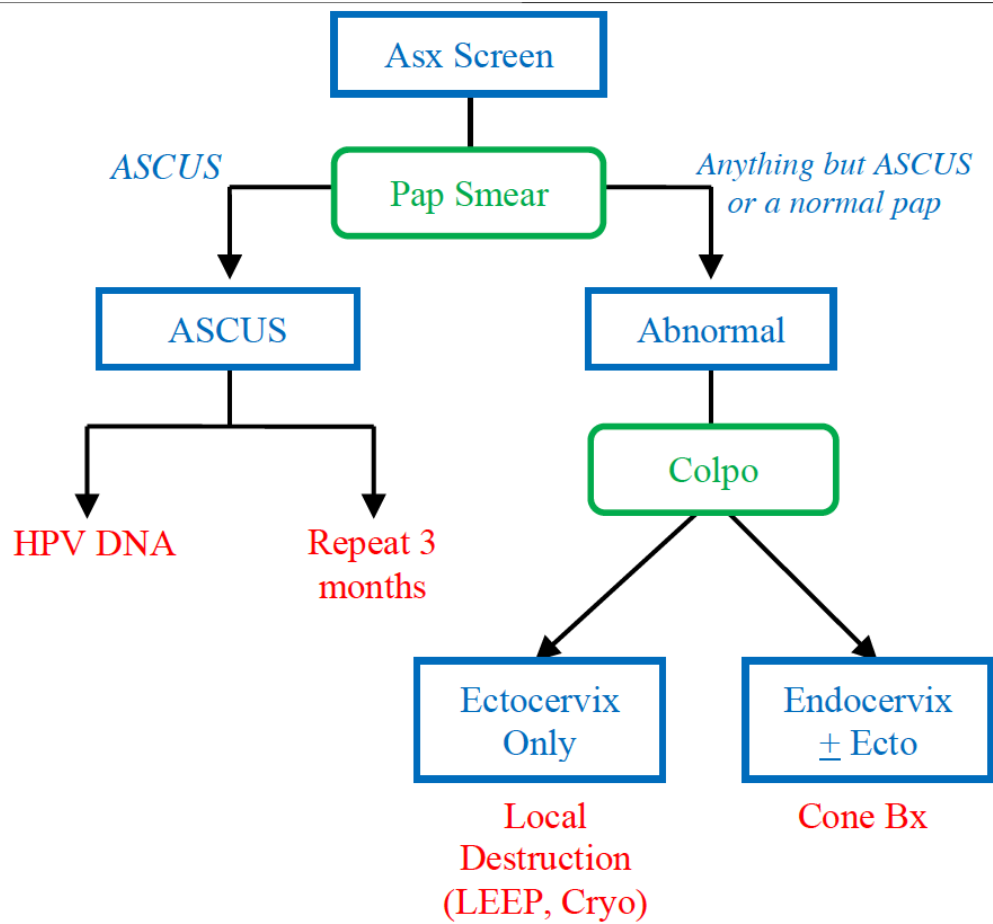 Asx Screen
ASCUS
Pap Smear
Anything but ASCUS
or a normal pap
ASCUS
Abnormal
Colpo
HPV DNA
Repeat 3
months
Ectocervix
Only
Endocervix
± Ecto
Local
Destruction
(LEEP, Cryo)
Cone Bx